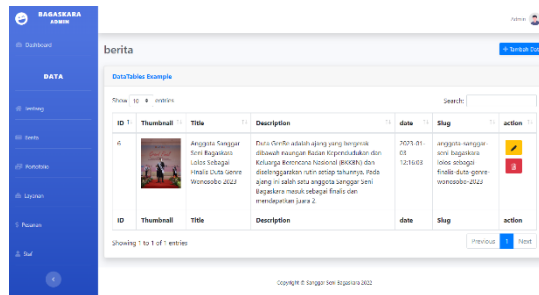 BAGASKARA
ADMIN
Admin
Dashboard
berita
+ Tambah Dat
DATA
DataTables Example
tentang
Show 10 entries
Search:
ID Thumbnail Title Description date Slug action
berita
6
Anggota Sanggar Seni Bagaskara Lolos Sebagai Finalis Duta Genre Wonosobo 2023
Duta GenRe adalah ajang yang bergerak
dibawah naungan Badan Kependudukan dan
Keluarga Berencana Nasional (BKKBN) dan
diselenggarakan rutin setiap tahunnya. Pada
ajang ini salah satu anggota Sanggar Seni
Bagaskara masuk sebagai finalis dan
mendapatkan juara 2.
2023-01-
03
12:16:03
anggota-sanggar-
seni-bagaskara-
lolos-sebagai-
finalis-duta-genre-
wonosobo-2023
Portofolio
Layanan
ID Thumbnail Title Description date Slug action
Pesanan
Showing 1 to 1 of 1 entries
Previous 1 Next
Staf
Copyright © Sanggar Seni Bagaskara 2022